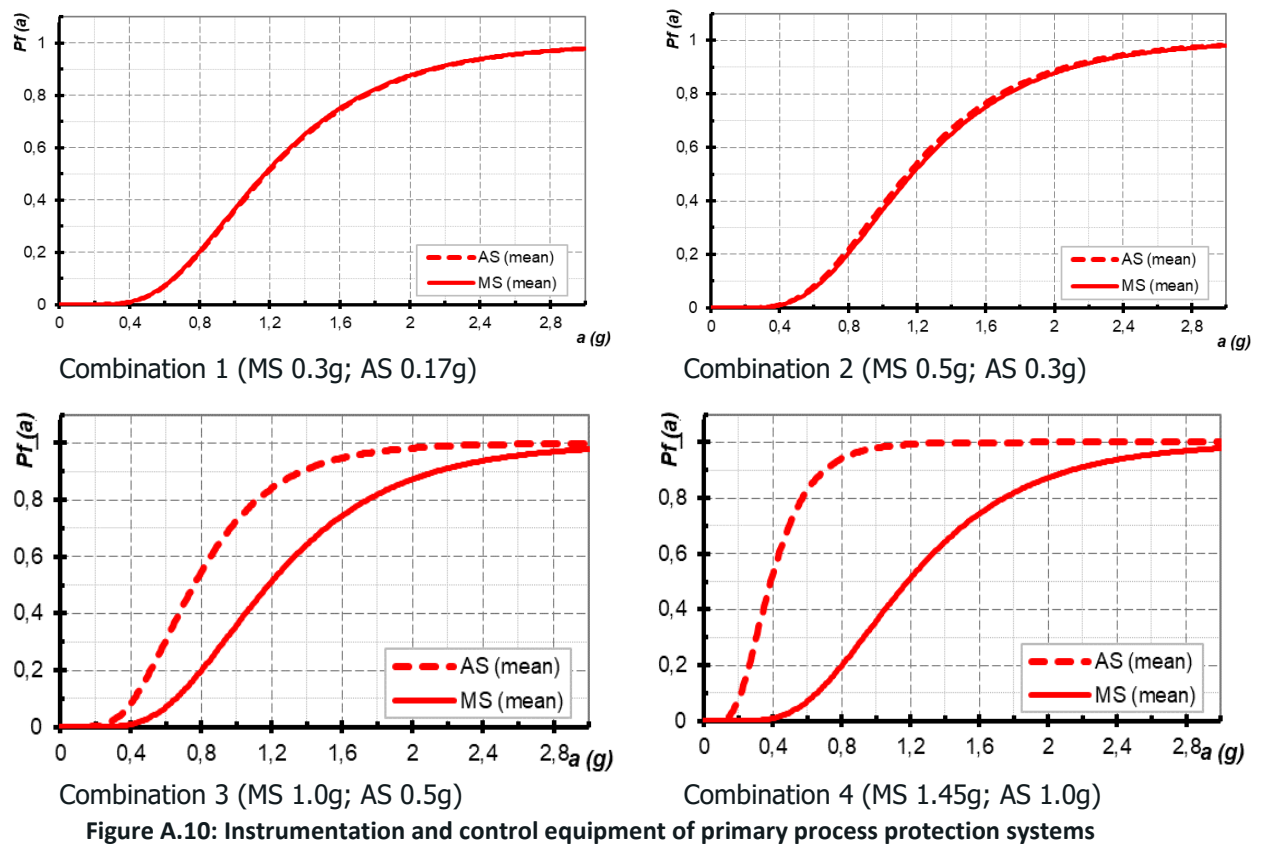 Pf (a)
1
0,8
0,6
0,4
0,2
0
0 0,4 0,8 1,2 1,6 2 2,4 2,8
a (g)
AS (mean)
MS (mean)
Combination 1 (MS 0.3g; AS 0.17g)
Pf (a)
1
0,8
0,6
0,4
0,2
0
0 0,4 0,8 1,2 1,6 2 2,4 2,8
a (g)
AS (mean)
MS (mean)
Combination 2 (MS 0.5g; AS 0.3g)
Pf_(a)
0,8
0,6
0,4
0,2
0
0 0,4 0,8 1,2 1,6 2 2,4 2,8 a (g)
AS (mean)
MS (mean)
Combination 3 (MS 1.0g; AS 0.5g)
Pf_(a)
0,8
0,6
0,4
0,2
0
0 0,4 0,8 1,2 1,6 2 2,4 2,8 a (g)
AS (mean)
MS (mean)
Combination 4 (MS 1.45g; AS 1.0g)
Figure A.10: Instrumentation and control equipment of primary process protection systems